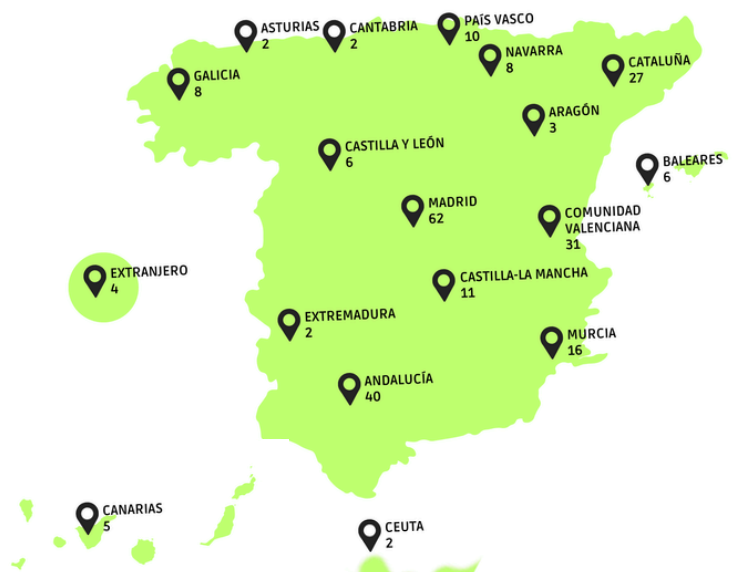 ASTURIAS
2
CANTABRIA
2
PAÍS VASCO
10
NAVARRA
8
CATALUÑA
27
GALICIA
8
ARAGÓN
3
CASTILLA Y LEÓN
6
BALEARES
6
MADRID
62
COMUNIDAD
VALENCIANA
31
EXTRANJERO
4
CASTILLA-LA MANCHA
11
EXTREMADURA
2
MURCIA
16
ANDALUCÍA
40
CANARIAS
5
CEUTA
2